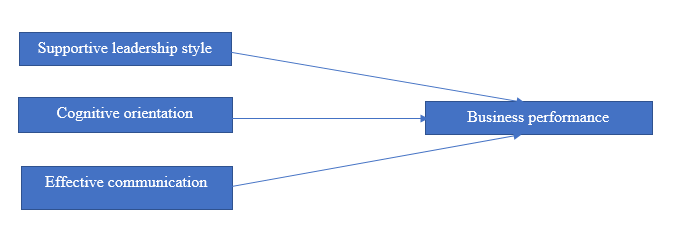 Supportive leadership style
Cognitive orientation
Business performance
Effective communication